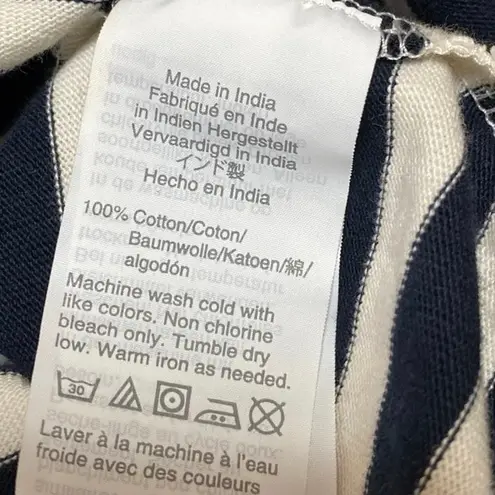 Made in India
Fabriqué en Inde
in Indien Hergestellt
Vervaardigd in India
インド製
Hecho en India
100% Cotton/Coton/
Baumwolle/Katoen/綿/
algodón
Machine wash cold with
like colors. Non chlorine
bleach only. Tumble dry
low. Warm iron as needed.
30
Laver à la machine à l'eau
froide avec des couleurs